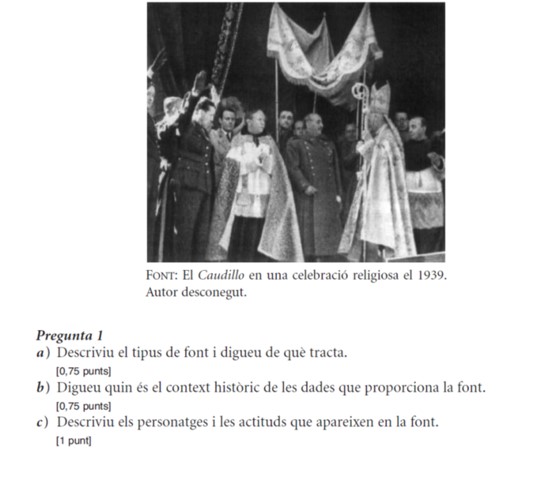 FONT: El Caudillo en una celebració religiosa el 1939.
Autor desconegut.
Pregunta 1
a) Descriviu el tipus de font i digueu de què tracta.
[0,75 punts]
b) Digueu quin és el context històric de les dades que proporciona la font.
[0,75 punts]
c) Descriviu els personatges i les actituds que apareixen en la font.
[1 punt]